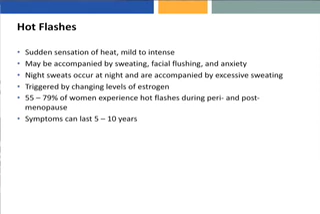 Hot Flashes
• Sudden sensation of heat, mild to intense
• May be accompanied by sweating, facial flushing, and anxiety
• Night sweats occur at night and are accompanied by excessive sweating
• Triggered by changing levels of estrogen
• 55 – 79% of women experience hot flashes during peri- and post-
menopause
• Symptoms can last 5 – 10 years